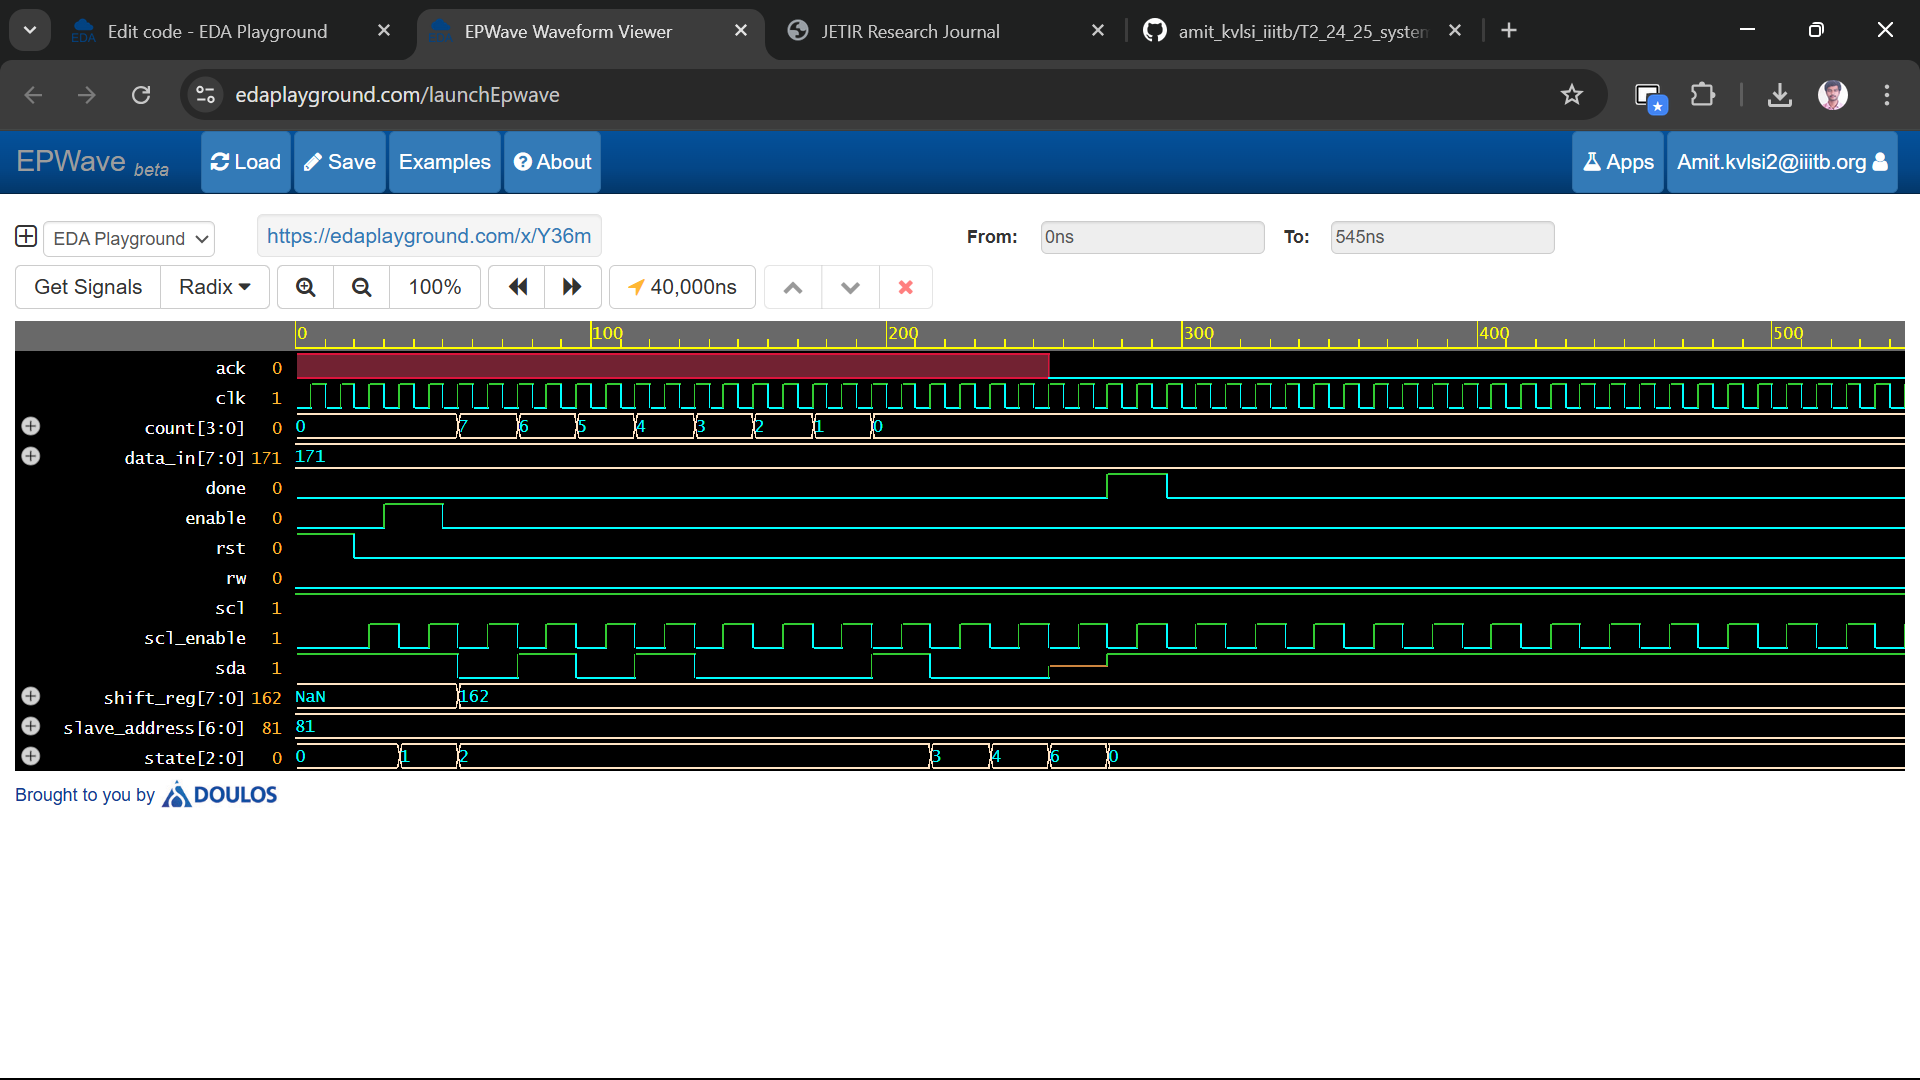 Edit code - EDA Playground
EPWave Waveform Viewer
JETIR Research Journal
amit_kvlsi_iiitb/T2_24_25_system
edaplayground.com/launchEpwave
EPWave beta
Load
Save
Examples
About
Apps
Amit.kvlsi2@iiitb.org
EDA Playground
https://edaplayground.com/x/Y36m
From:
0ns
To:
545ns
Get Signals
Radix
100%
40,000ns
0 100 200 300 400 500
ack 0
clk 1
count[3:0] 0 0 7 6 5 4 3 2 1 0
data_in[7:0] 171 171
done 0
enable 0
rst 0
rw 0
scl 1
scl_enable 1
sda 1
shift_reg[7:0] 162 NaN 162
slave_address[6:0] 81 81
state[2:0] 0 0 1 2 3 4 6 0
Brought to you by DOULOS